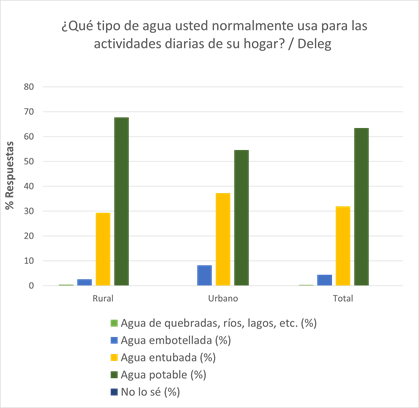 ¿Qué tipo de agua usted normalmente usa para las
actividades diarias de su hogar? / Deleg
% Respuestas
80
70
60
50
40
30
20
10
0
Rural
Urbano
Total
Agua de quebradas, ríos, lagos, etc. (%)
Agua embotellada (%)
Agua entubada (%)
Agua potable (%)
No lo sé (%)